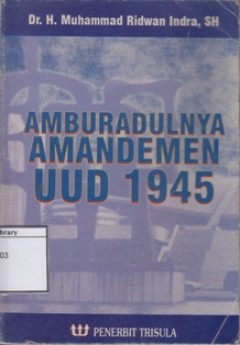 Dr. H. Muhammad Ridwan Indra, SH
AMBURADULNYA
AMANDEMEN
UUD 1945
PENERBIT TRISULA